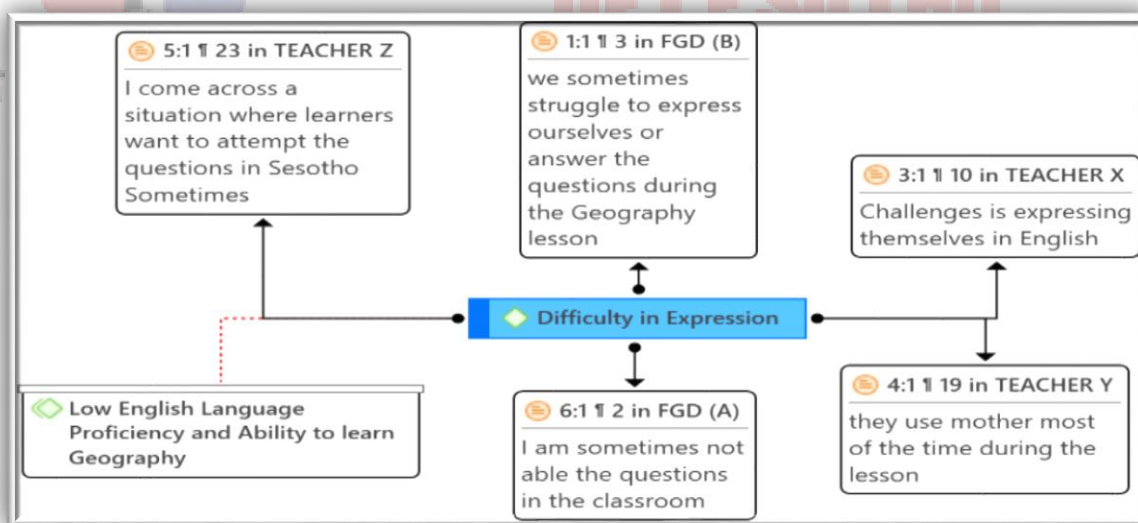 5:1 ¶ 23 in TEACHER Z
I come across a
situation where learners
want to attempt the
questions in Sesotho
Sometimes
1:1 ¶ 3 in FGD (B)
we sometimes
struggle to express
ourselves or
answer the
questions during
the Geography
lesson
3:1 ¶ 10 in TEACHER X
Challenges is expressing
themselves in English
Difficulty in Expression
Low English Language
Proficiency and Ability to learn
Geography
6:1 ¶ 2 in FGD (A)
I am sometimes not
able the questions
in the classroom
4:1 ¶ 19 in TEACHER Y
they use mother most
of the time during the
lesson